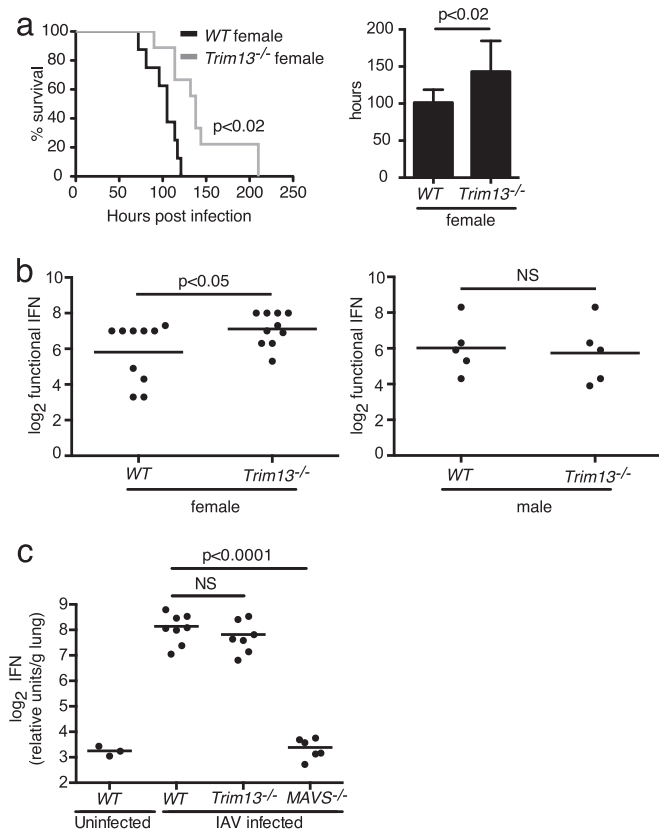 a
% survival
100
80
60
40
20
0
0 50 100 150 200 250
Hours post infection
WT female
Trim13-/- female
p<0.02
p<0.02
hours
200
150
100
50
0
WT Trim13-/-
female
b
p<0.05
log2 functional IFN
10
8
6
4
2
0
WT Trim13-/-
female
NS
log2 functional IFN
10
8
6
4
2
0
WT Trim13-/-
male
c
p<0.0001
NS
log2 IFN
(relative units/g lung)
9
8
7
6
5
4
3
2
WT WT Trim13-/- MAVS-/-
Uninfected IAV infected